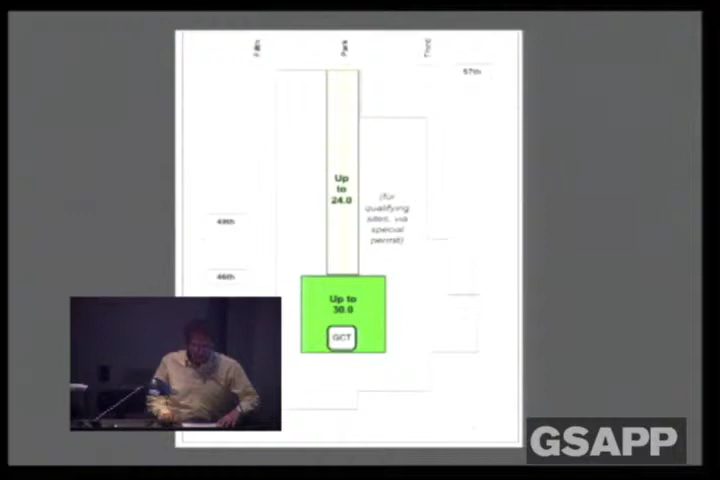 Fifth
Park
Third
57th
Up
to
24.0
(for
qualifying
sites, via
special
permit)
49th
46th
Up to
30.0
GCT
GSAPP